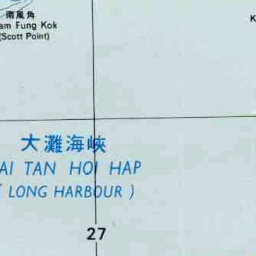 南風角
am Fung Kok
(Scott Point)
K
大灘海峽
AI TAN HOI HAP
( LONG HARBOUR )
27